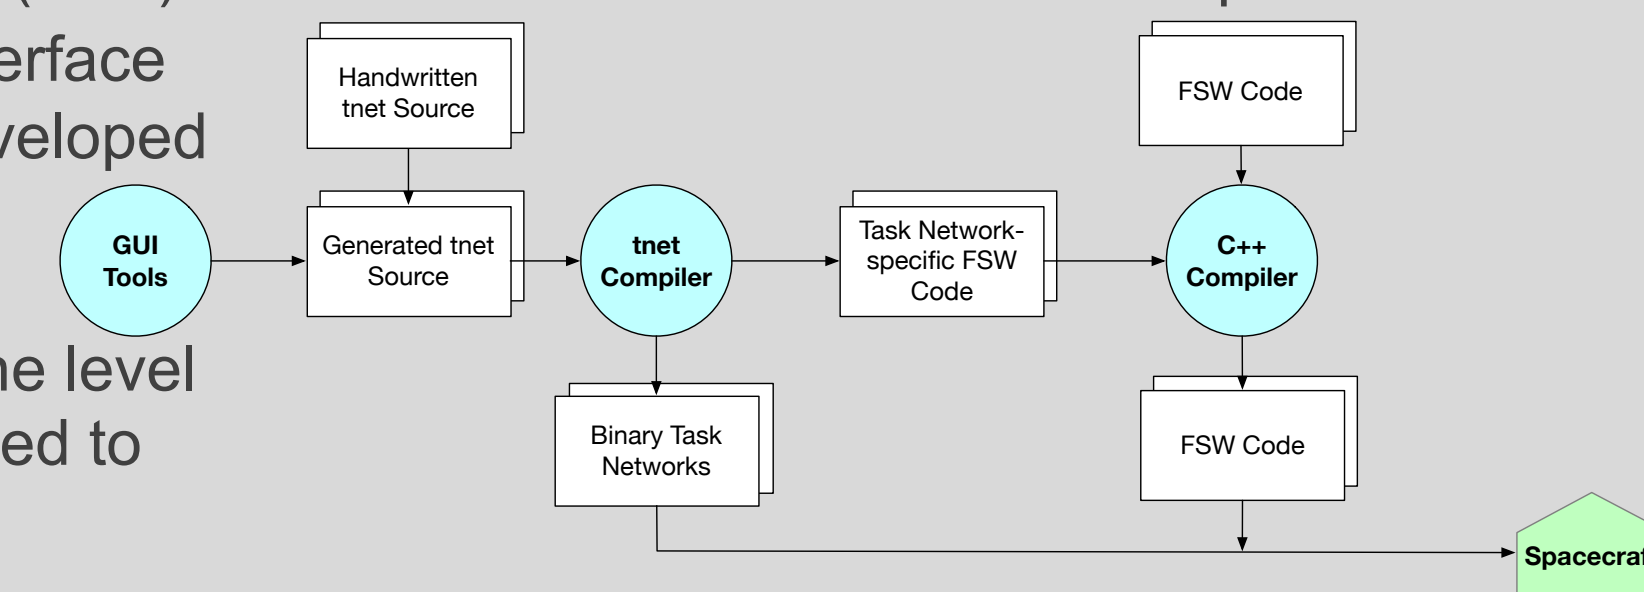 erface
veloped
ne level
ed to
Handwritten
tnet Source
FSW Code
GUI
Tools
Generated tnet
Source
tnet
Compiler
Task Network-
specific FSW
Code
C++
Compiler
Binary Task
Networks
FSW Code
Spacecraf